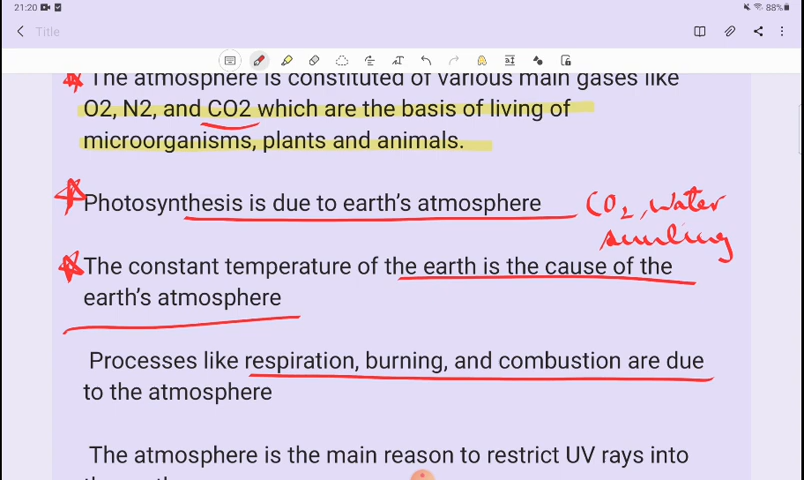 21:20
88%
Title
The atmosphere is constituted of various main gases like
O2, N2, and CO2 which are the basis of living of
microorganisms, plants and animals.
Photosynthesis is due to earth's atmosphere
CO2, water
The constant temperature of the earth is the cause of the
earth's atmosphere
Processes like respiration, burning, and combustion are due
to the atmosphere
The atmosphere is the main reason to restrict UV rays into